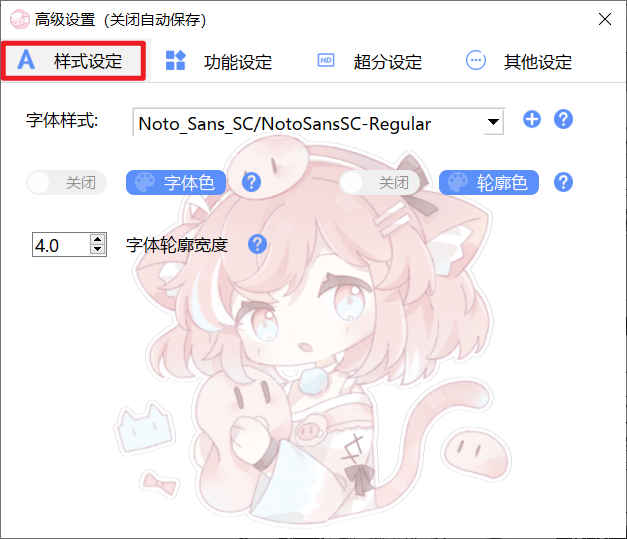 高级设置（关闭自动保存）
样式设定 功能设定 HD 超分设定 其他设定
字体样式: Noto_Sans_SC/NotoSansSC-Regular
关闭 字体色 ? 关闭 轮廓色 ?
4.0 字体轮廓宽度 ?